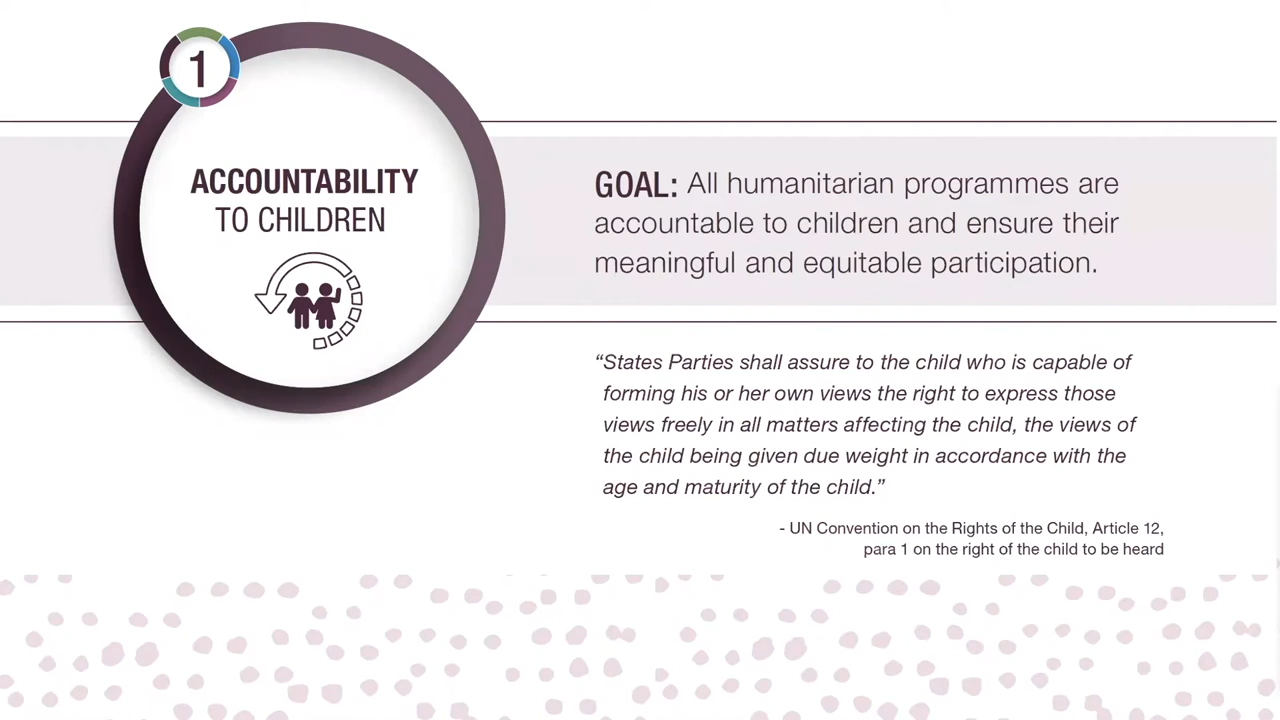 1
ACCOUNTABILITY
TO CHILDREN
GOAL: All humanitarian programmes are
accountable to children and ensure their
meaningful and equitable participation.
“States Parties shall assure to the child who is capable of
forming his or her own views the right to express those
views freely in all matters affecting the child, the views of
the child being given due weight in accordance with the
age and maturity of the child.”
- UN Convention on the Rights of the Child, Article 12,
para 1 on the right of the child to be heard